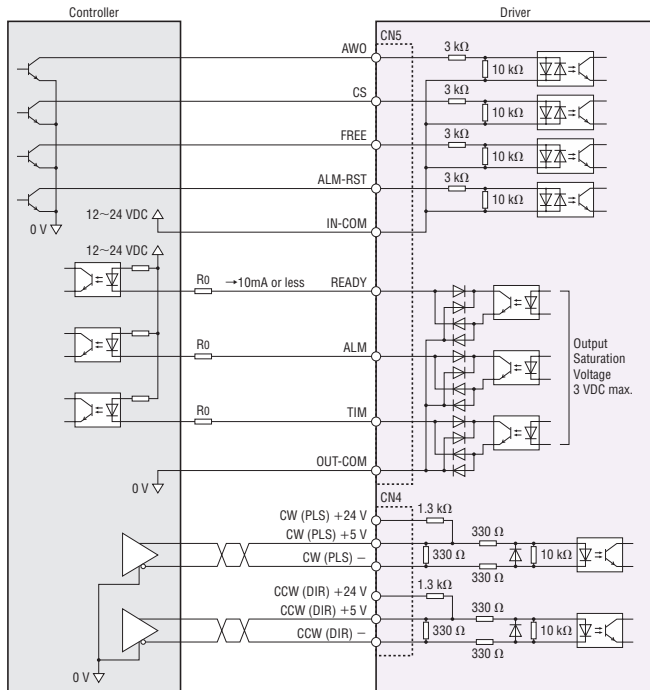 Controller
Driver
CN5
AWO
3 kΩ
10 kΩ
CS
3 kΩ
10 kΩ
FREE
3 kΩ
10 kΩ
ALM-RST
3 kΩ
10 kΩ
12~24 VDC
0 V
IN-COM
12~24 VDC
R0
→10mA or less
READY
R0
ALM
Output
Saturation
Voltage
3 VDC max.
R0
TIM
OUT-COM
0 V
CN4
CW (PLS) +24 V
1.3 kΩ
CW (PLS) +5 V
330 Ω
CW (PLS) −
330 Ω
10 kΩ
330 Ω
CCW (DIR) +24 V
1.3 kΩ
CCW (DIR) +5 V
330 Ω
CCW (DIR) −
330 Ω
10 kΩ
330 Ω
0 V